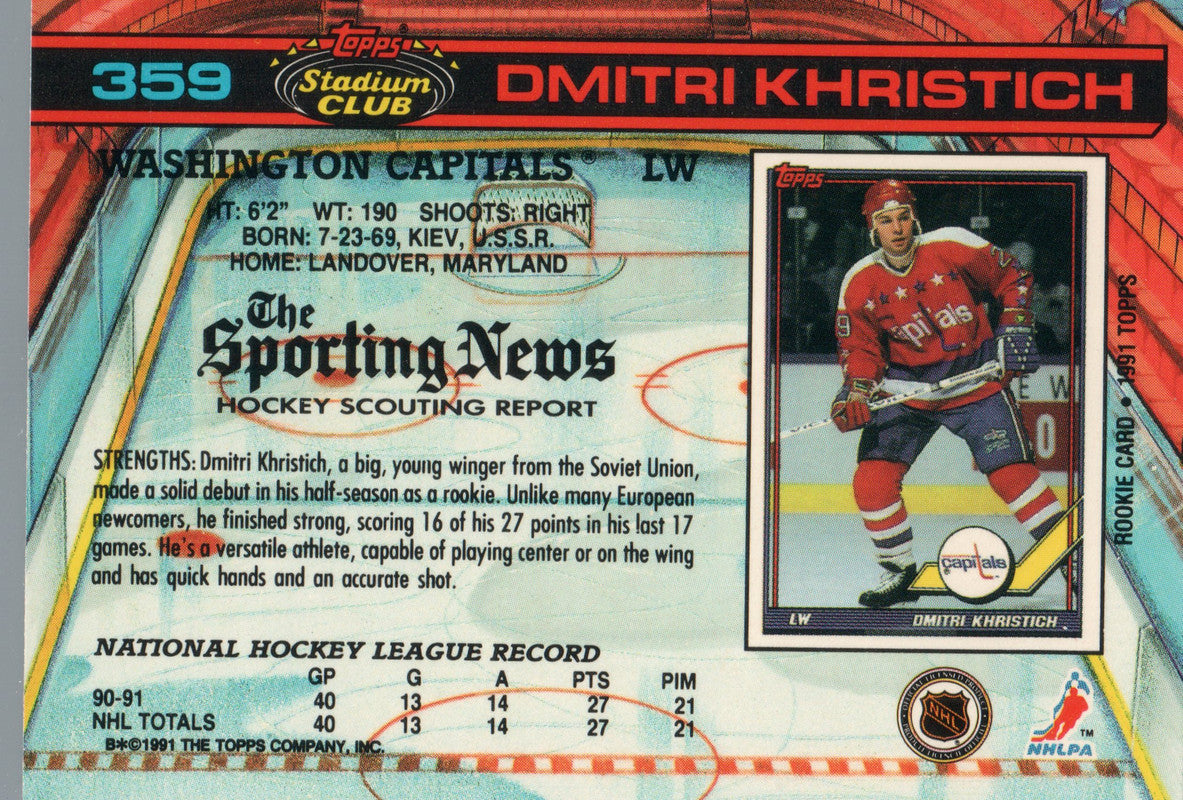 359
Topps
Stadium
CLUB
DMITRI KHRISTICH
WASHINGTON CAPITALS® LW
HT: 6'2" WT: 190 SHOOTS: RIGHT
BORN: 7-23-69, KIEV, U.S.S.R.
HOME: LANDOVER, MARYLAND
The
Sporting News
HOCKEY SCOUTING REPORT
STRENGTHS: Dmitri Khristich, a big, young winger from the Soviet Union,
made a solid debut in his half-season as a rookie. Unlike many European
newcomers, he finished strong, scoring 16 of his 27 points in his last 17
games. He's a versatile athlete, capable of playing center or on the wing
and has quick hands and an accurate shot.
NATIONAL HOCKEY LEAGUE RECORD
GP G A PTS PIM
90-91 40 13 14 27 21
NHL TOTALS 40 13 14 27 21
B*©1991 THE TOPPS COMPANY, INC.
Topps
capitals
LW DMITRI KHRISTICH
ROOKIE CARD • 1991 TOPPS
NHL
NHLPA
TM